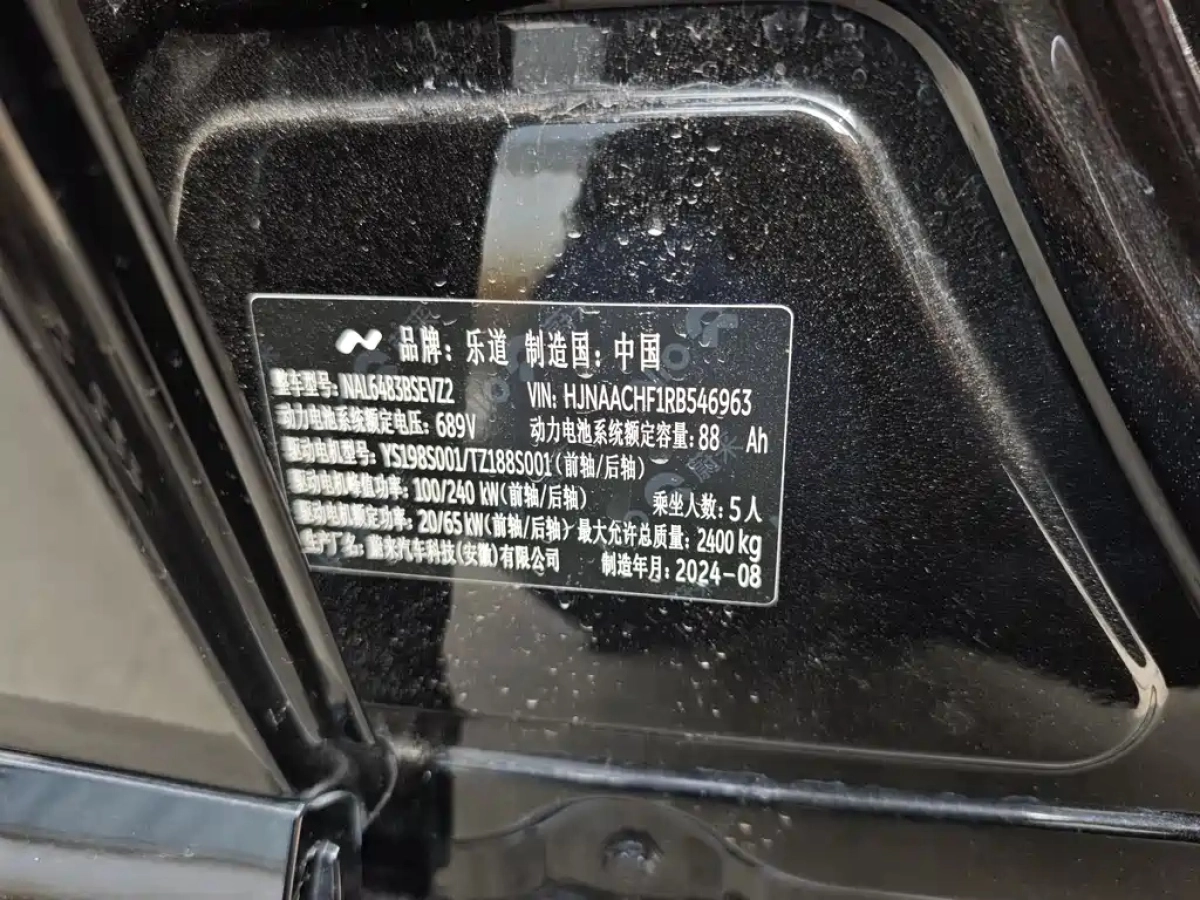 品牌：乐道 制造国：中国
整车型号：NAL6483BSEVZ2 VIN：HJNAACHF1RB546963
动力电池系统额定电压：689V 动力电池系统额定容量：88 Ah
驱动电机型号：YS198S001/TZ188S001（前轴/后轴）
驱动电机峰值功率：100/240 kW（前轴/后轴） 乘坐人数：5人
驱动电机额定功率：20/65 kW（前轴/后轴） 最大允许总质量：2400 kg
生产厂名：蔚来汽车科技（安徽）有限公司 制造年月：2024-08